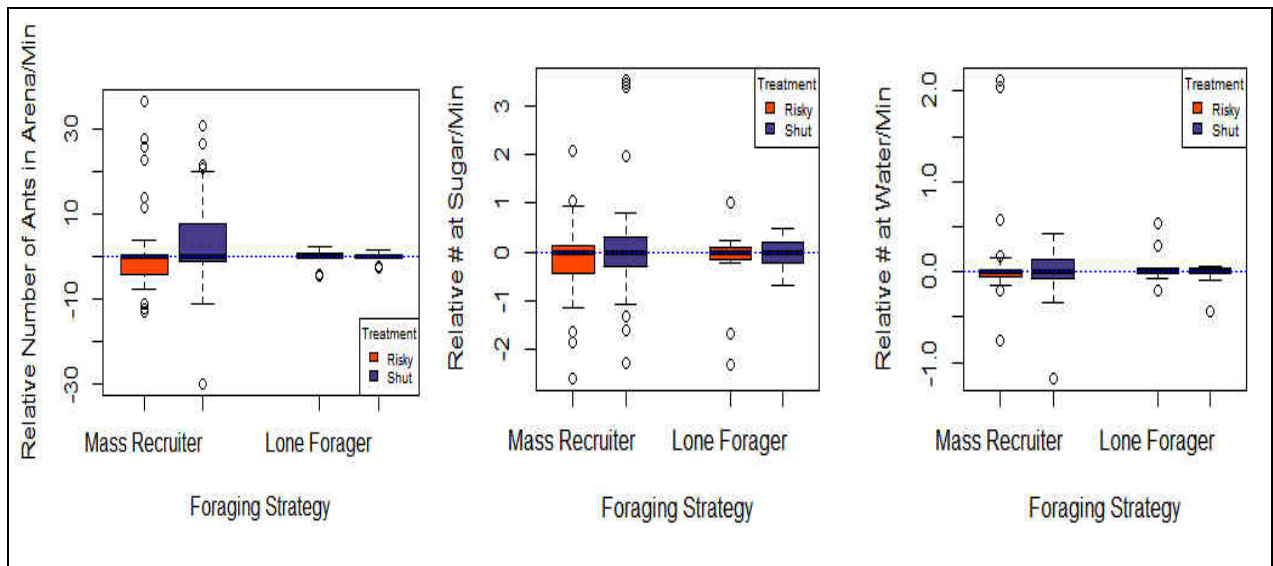 Relative Number of Ants in Arena/Min
30
10
-10
-30
Treatment
Risky
Shut
Mass Recruiter
Lone Forager
Foraging Strategy
Relative # at Sugar/Min
3
2
1
0
-1
-2
Treatment
Risky
Shut
Mass Recruiter
Lone Forager
Foraging Strategy
Relative # at Water/Min
2.0
1.0
0.0
-1.0
Treatment
Risky
Shut
Mass Recruiter
Lone Forager
Foraging Strategy